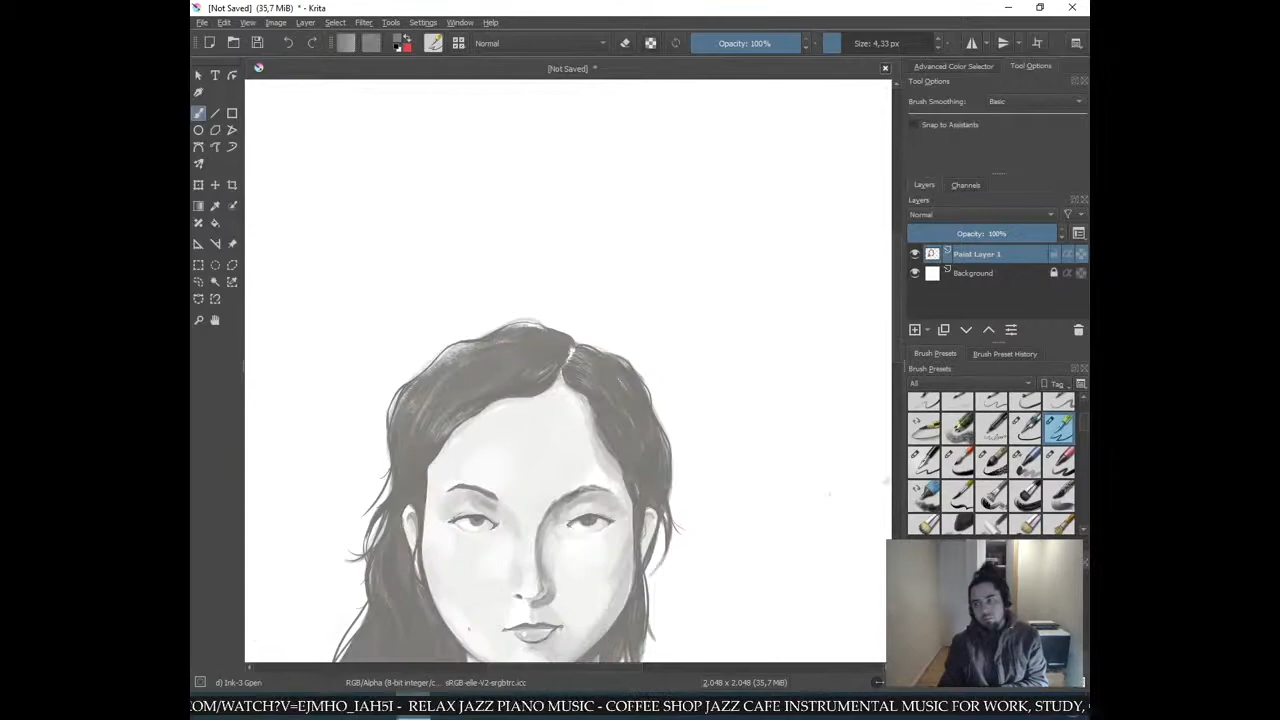 [Not Saved] (35,7 MiB) * - Krita
File Edit View Image Layer Select Filter Tools Settings Window Help
Normal Opacity: 100% Size: 4,33 px
[Not Saved] *
Advanced Color Selector Tool Options
Tool Options
Brush Smoothing: Basic
Snap to Assistants
Layers Channels
Layers
Normal
Opacity: 100%
Paint Layer 1
Background
Brush Presets Brush Preset History
Brush Presets
All Tag
d) Ink-3 Gpen RGB/Alpha (8-bit integer/c... sRGB-elle-V2-srgbtrc.icc 2.048 x 2.048 (35,7 MiB)
.COM/WATCH?V=EJMHO_IAH5I - RELAX JAZZ PIANO MUSIC - COFFEE SHOP JAZZ CAFE INSTRUMENTAL MUSIC FOR WORK, STUDY,